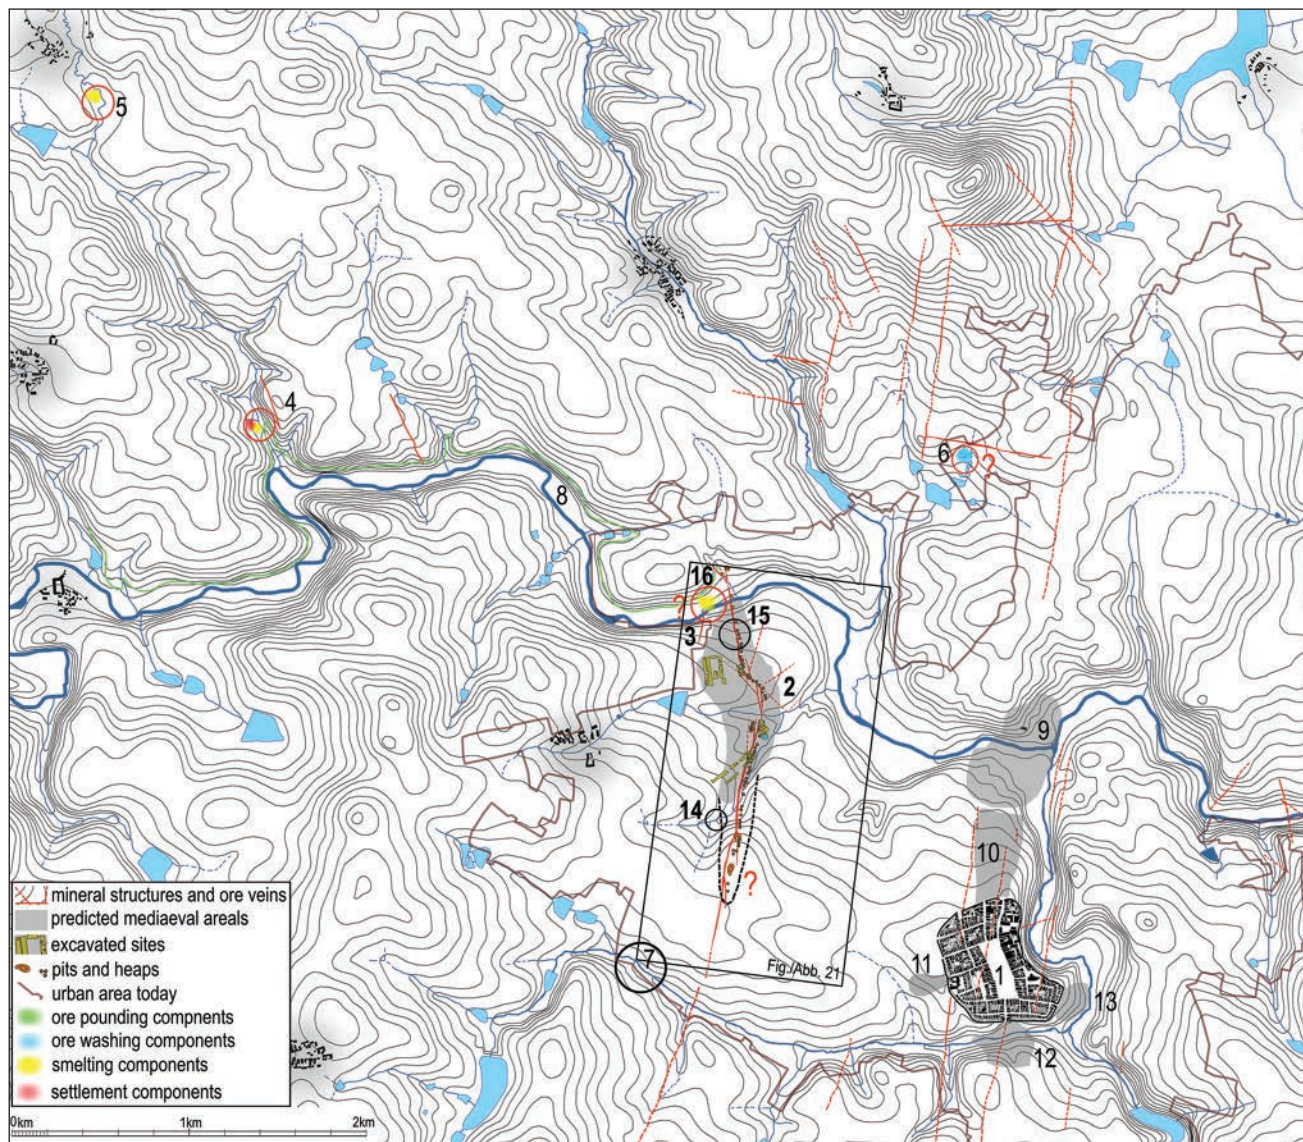 5
4
6
?
8
16
?
15
3
2
9
14
10
?
7
Fig./Abb. 21
11
1
13
12
mineral structures and ore veins
predicted mediaeval areals
excavated sites
pits and heaps
urban area today
ore pounding compnents
ore washing components
smelting components
settlement components
0km
1km
2km